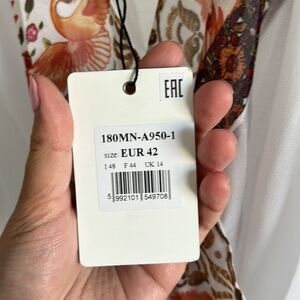 EAC
180MN-A950-1
size: EUR 42
I 48 F 44 UK 14
5 992101 549708